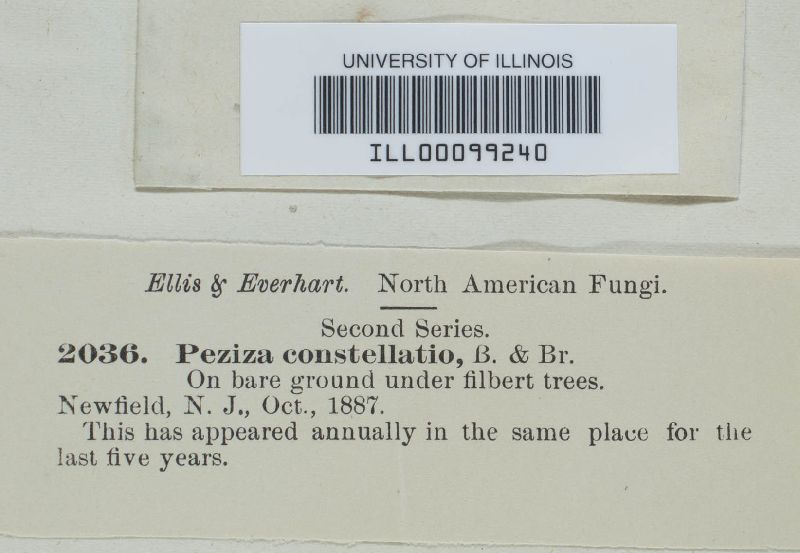 UNIVERSITY OF ILLINOIS
ILL00099240
Ellis & Everhart. North American Fungi.
Second Series.
2036. Peziza constellatio, B. & Br.
On bare ground under filbert trees.
Newfield, N. J., Oct., 1887.
This has appeared annually in the same place for the
last five years.